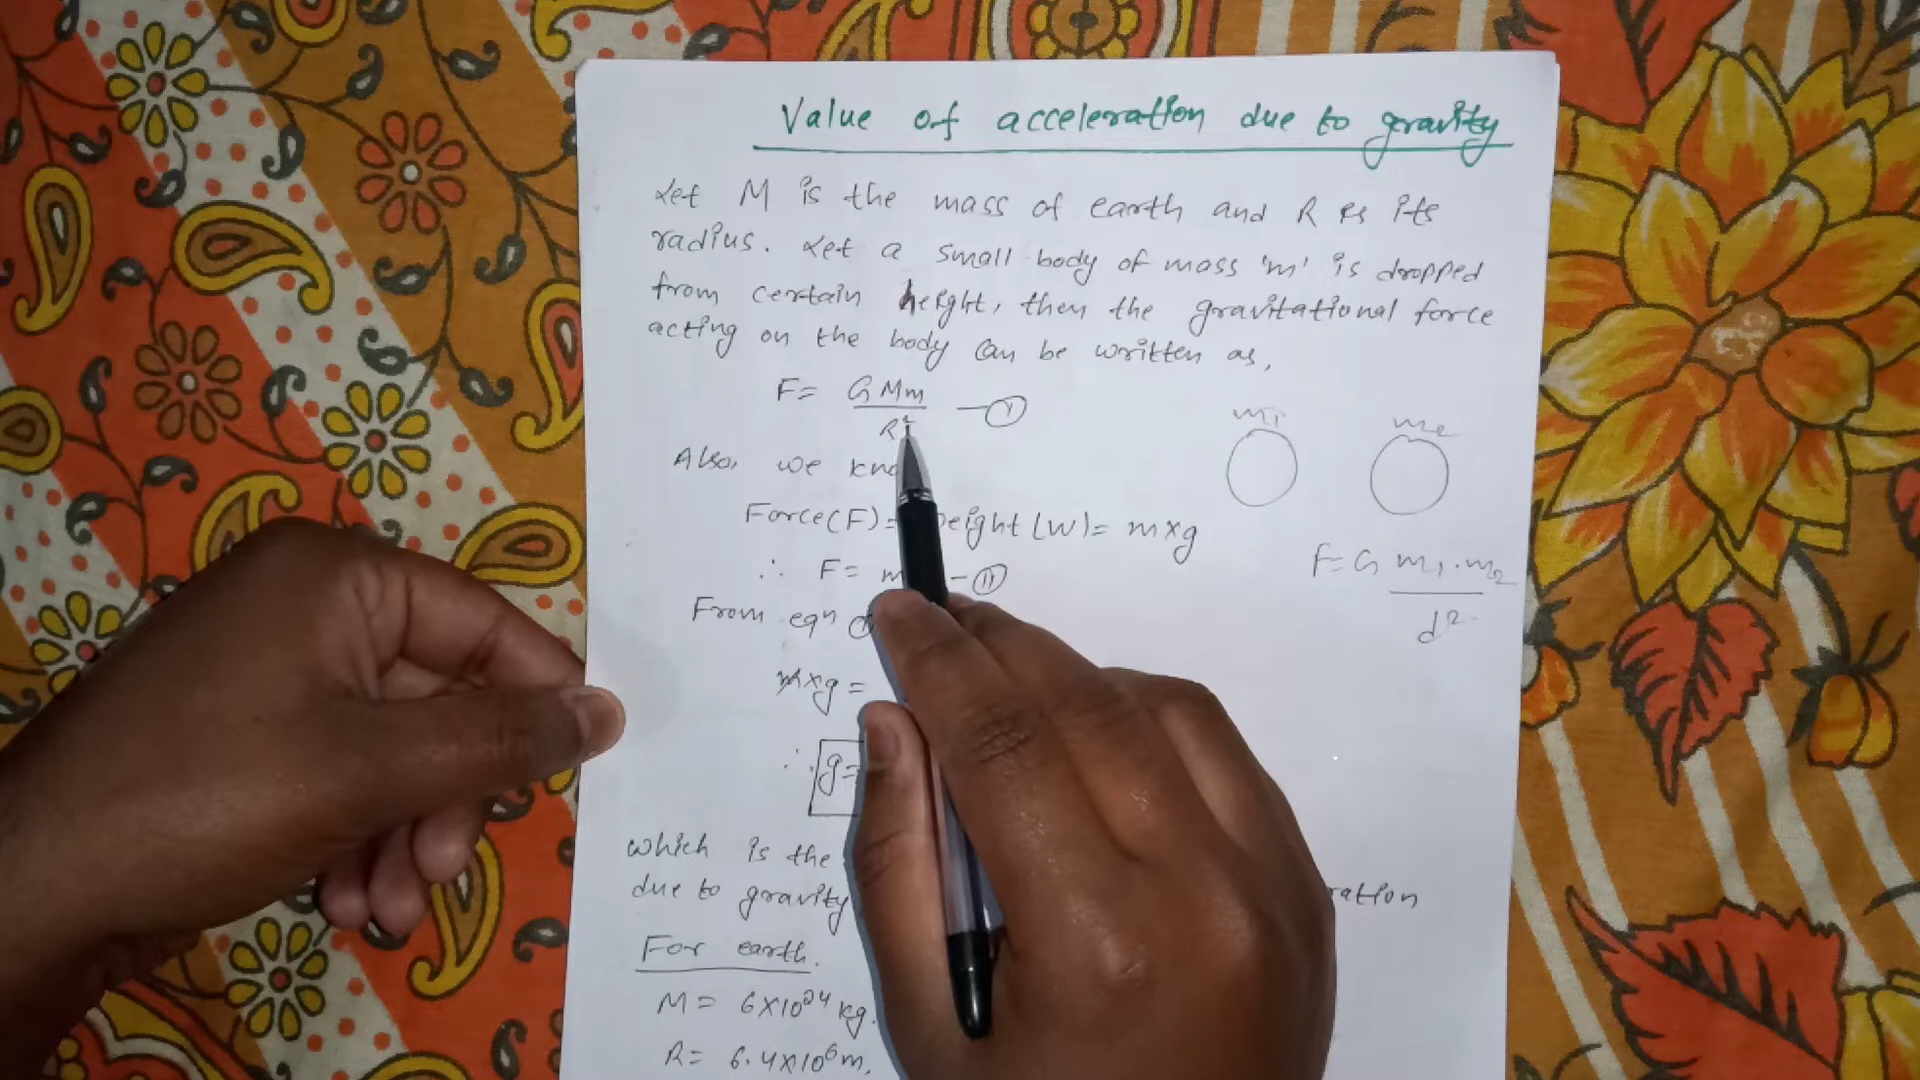 Value of acceleration due to gravity
Let M is the mass of earth and R is its
radius. Let a small body of mass 'm' is dropped
from certain height, then the gravitational force
acting on the body can be written as,
F = GMm / R² — (I)
Also, we
Force (F) = weight (W) = m×g
∴ F = m — (II)
From eqn
m×g =
∴ g =
which is the
due to gravity
For earth.
M = 6×10²⁴ kg.
R = 6.4×10⁶ m.
m₁ m₂
F = G m₁.m₂ / d²